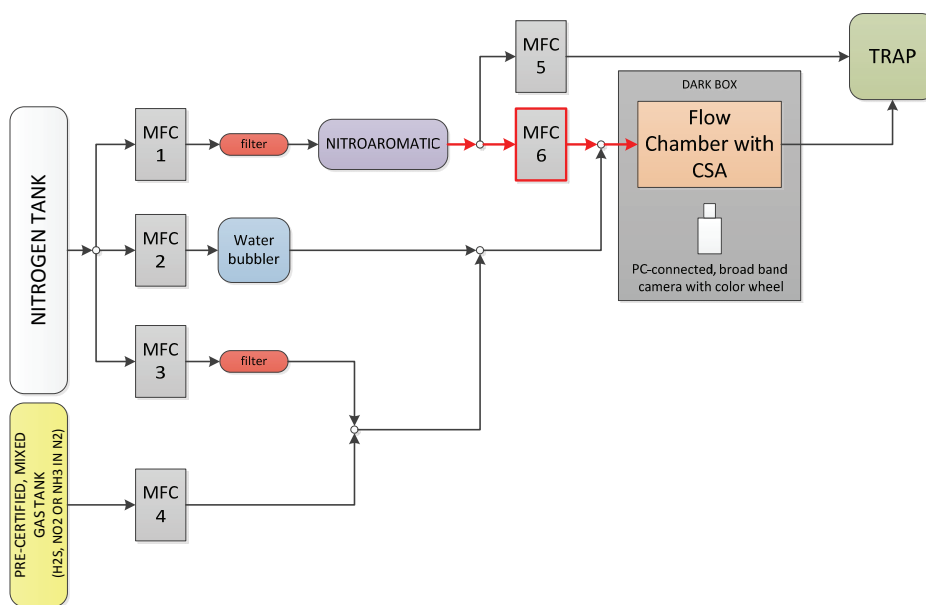 NITROGEN TANK
PRE-CERTIFIED, MIXED
GAS TANK
(H2S, NO2 OR NH3 IN N2)
MFC
1
filter
NITROAROMATIC
MFC
5
MFC
6
TRAP
DARK BOX
Flow
Chamber with
CSA
PC-connected, broad band
camera with color wheel
MFC
2
Water
bubbler
MFC
3
filter
MFC
4